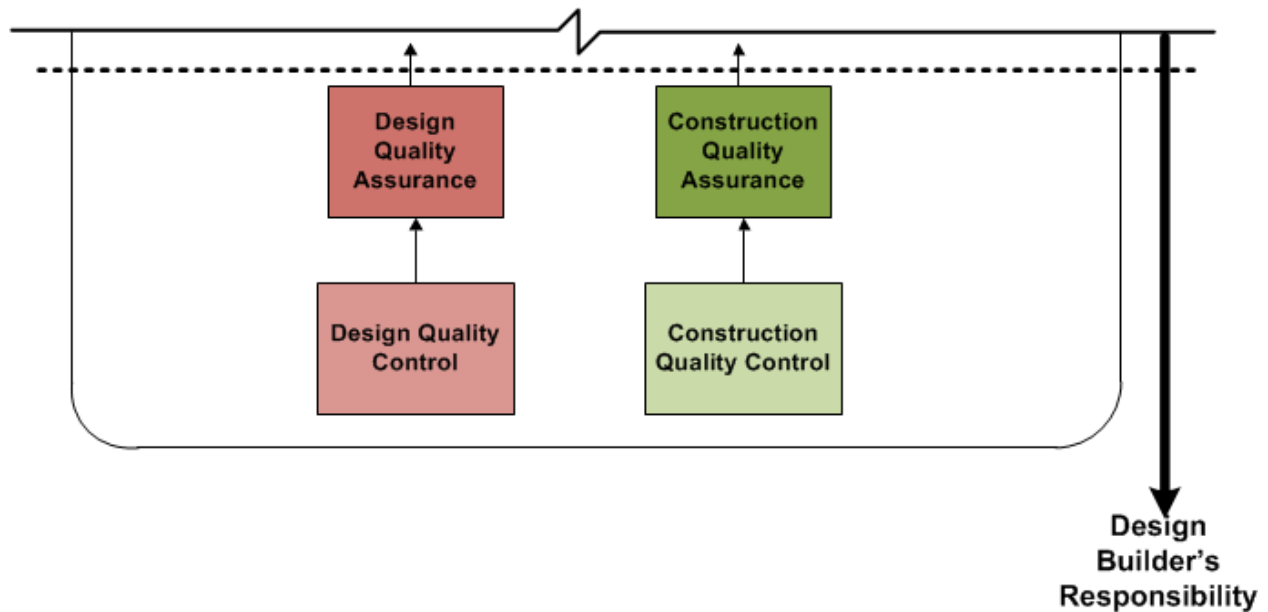 Design
Quality
Assurance
Construction
Quality
Assurance
Design Quality
Control
Construction
Quality Control
Design
Builder’s
Responsibility